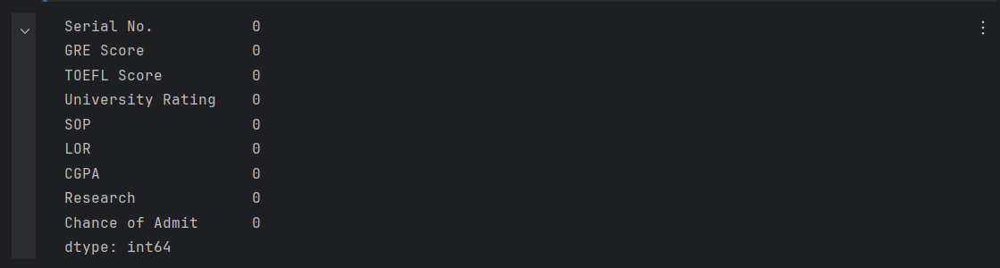 Serial No.           0
GRE Score            0
TOEFL Score          0
University Rating    0
SOP                  0
LOR                  0
CGPA                 0
Research             0
Chance of Admit      0
dtype: int64